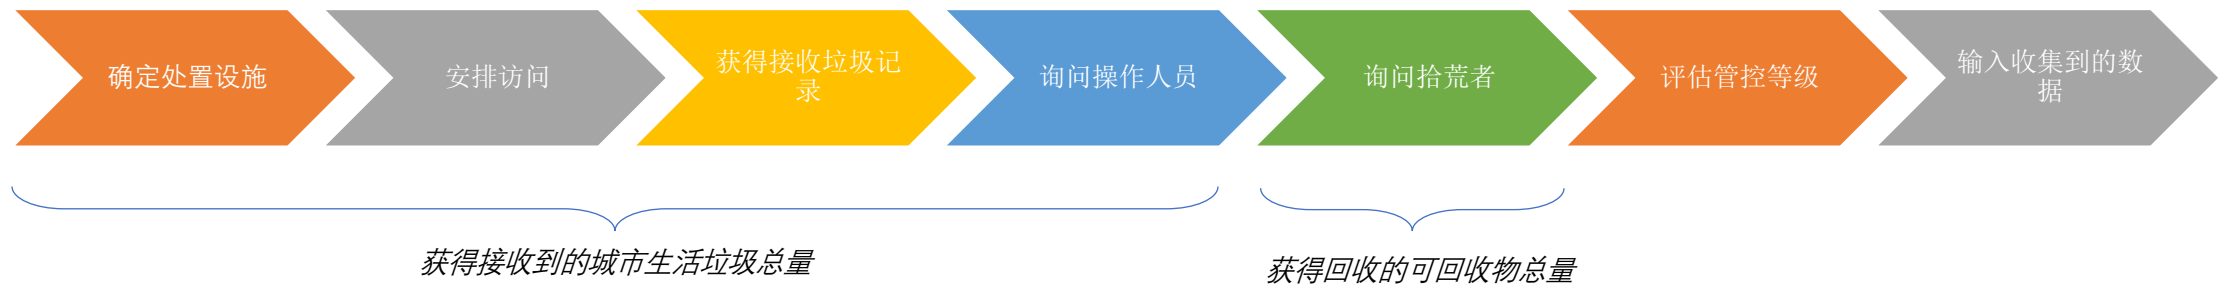 确定处置设施
安排访问
获得接收垃圾记
录
询问操作人员
询问拾荒者
评估管控等级
输入收集到的数
据
获得接收到的城市生活垃圾总量
获得回收的可回收物总量